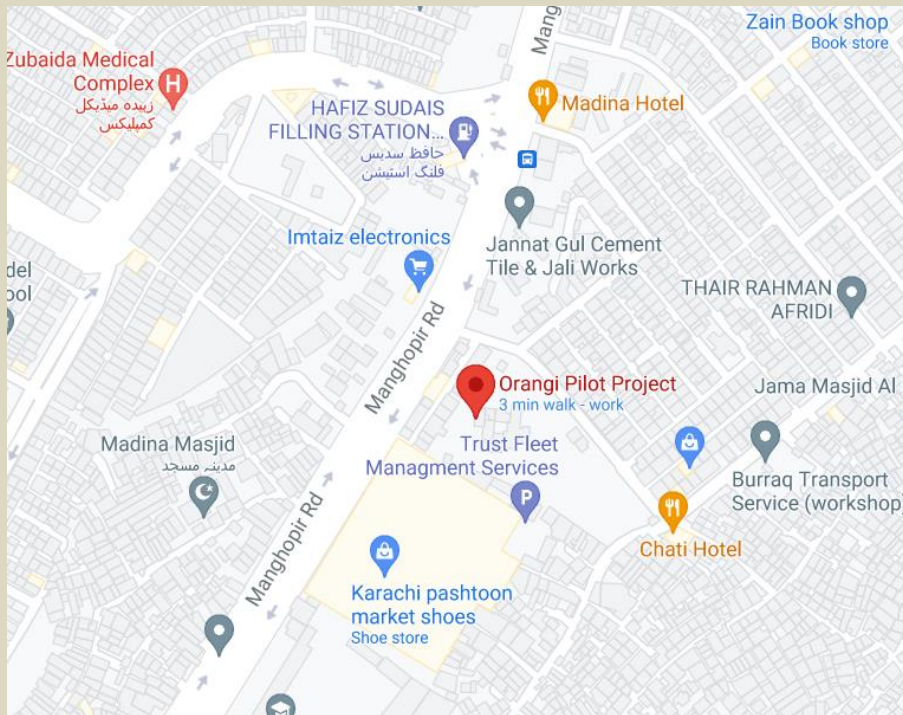 Zain Book shop
Book store
Mang
Zubaida Medical
Complex
زبیدہ میڈیکل
کمپلیکس
H
Madina Hotel
HAFIZ SUDAIS
FILLING STATION...
حافظ سدیس
فلنگ اسٹیشن
Imtaiz electronics
Jannat Gul Cement
Tile & Jali Works
del
ool
THAIR RAHMAN
AFRIDI
Manghopir Rd
Orangi Pilot Project
3 min walk - work
Jama Masjid Al
Madina Masjid
مدینہ مسجد
Trust Fleet
Managment Services
P
Burraq Transport
Service (workshop)
Manghopir Rd
Chati Hotel
Karachi pashtoon
market shoes
Shoe store